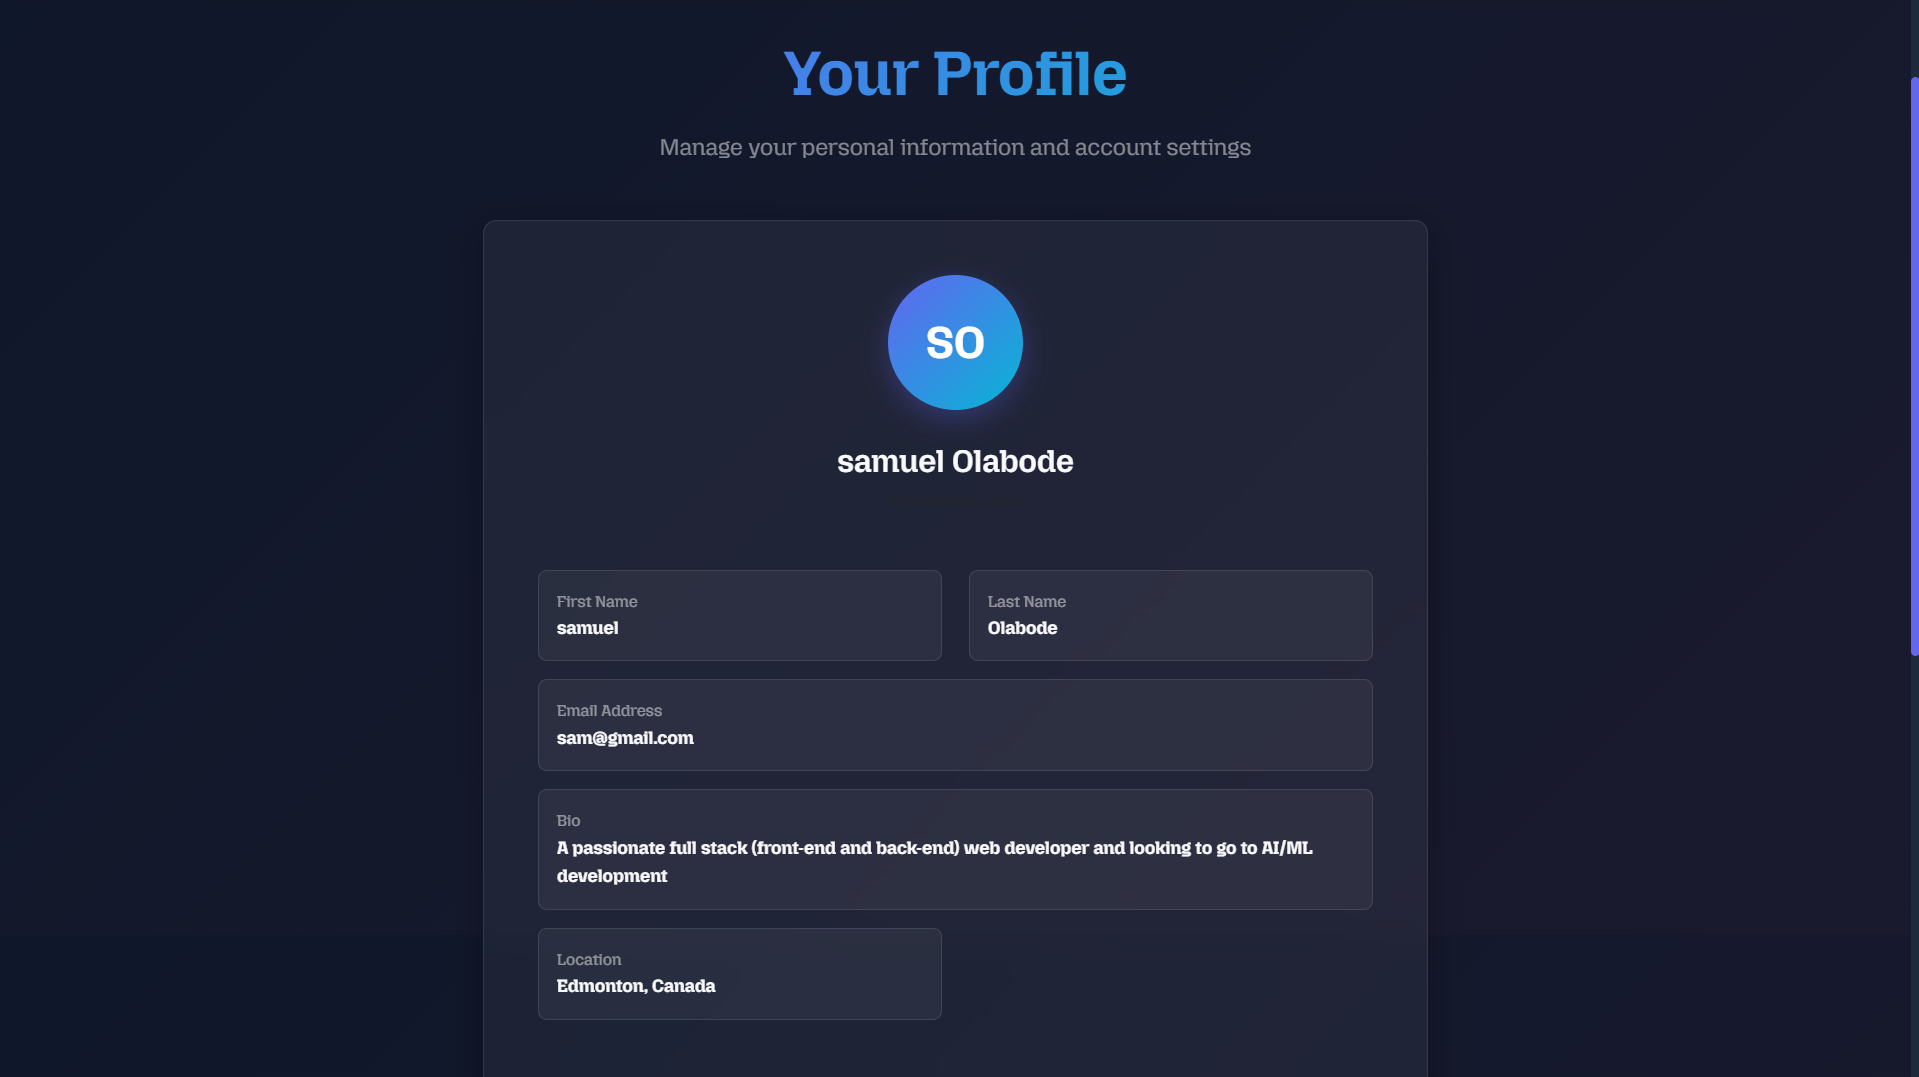 Your Profile
Manage your personal information and account settings
SO
samuel Olabode
First Name
samuel
Last Name
Olabode
Email Address
sam@gmail.com
Bio
A passionate full stack (front-end and back-end) web developer and looking to go to AI/ML
development
Location
Edmonton, Canada